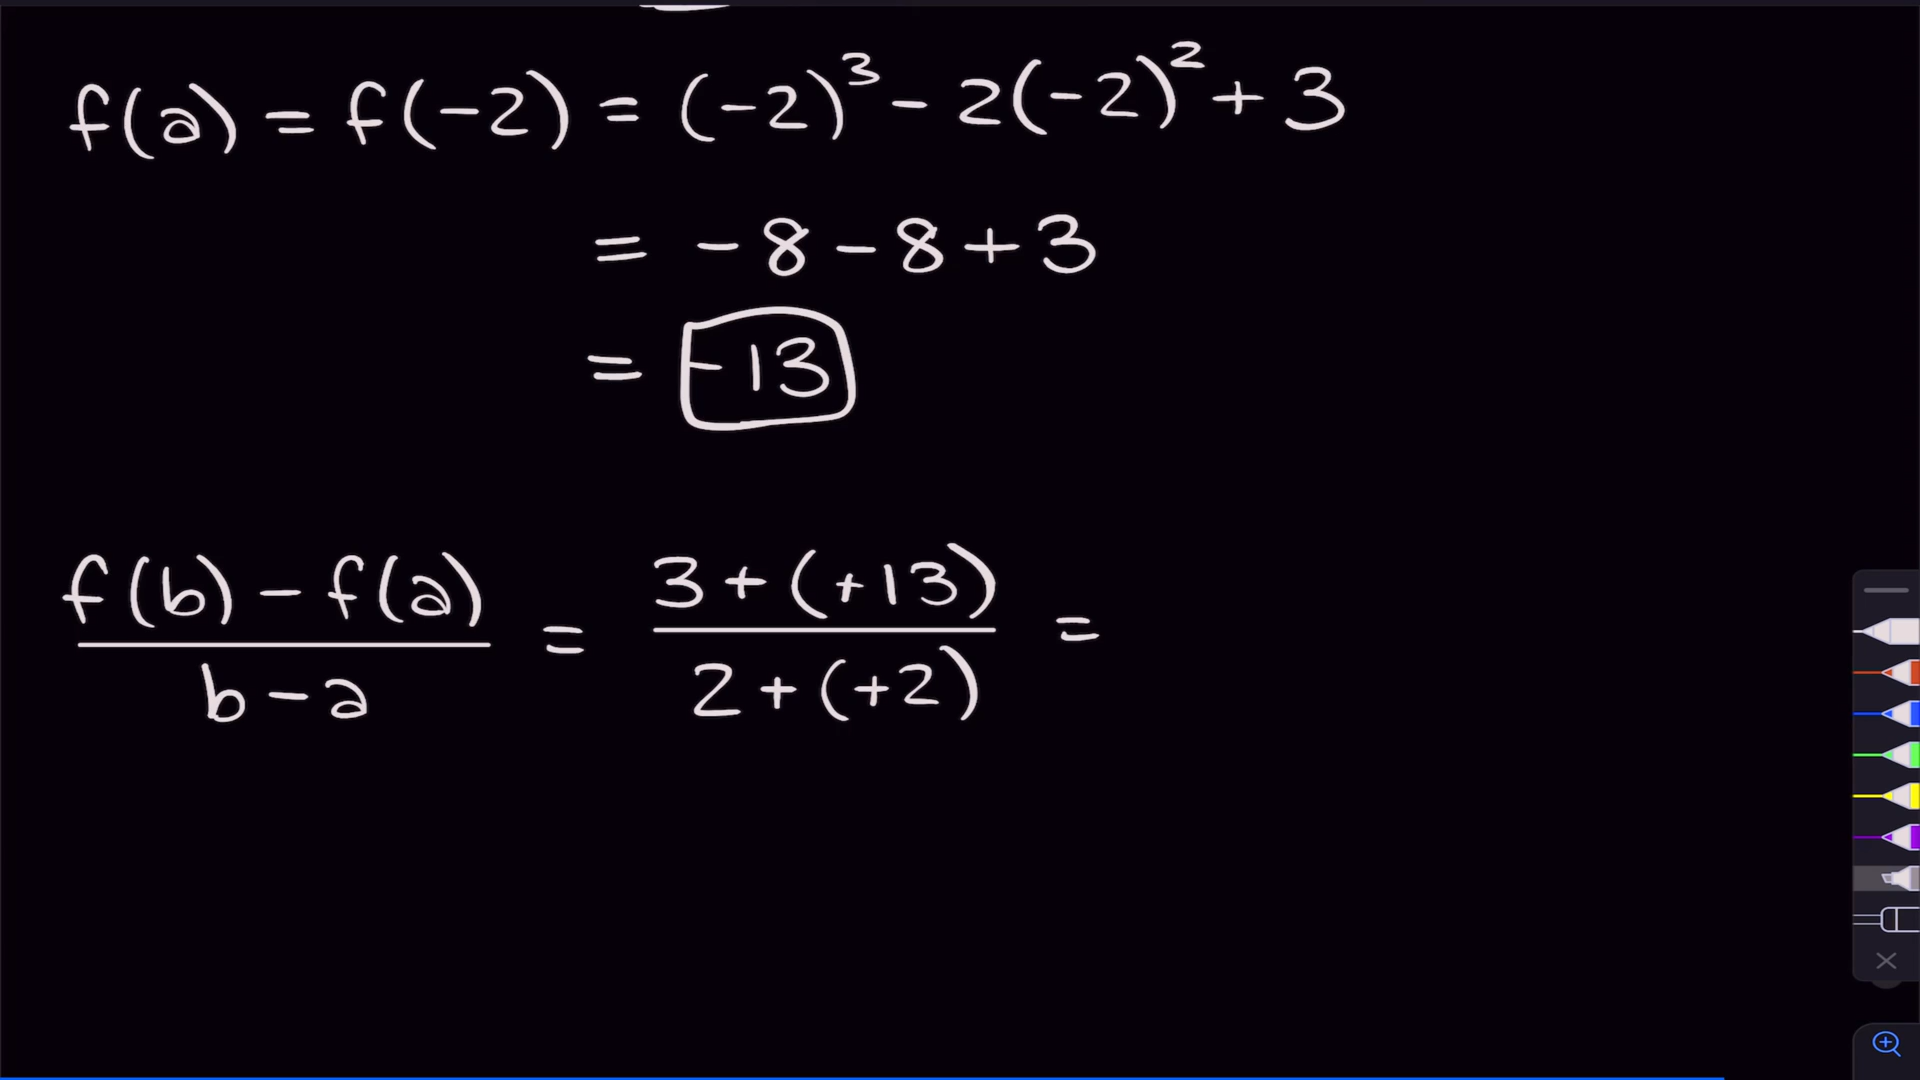 f(a) = f(-2) = (-2)³ - 2(-2)² + 3
= -8 - 8 + 3
= -13
f(b) - f(a) / b - a = 3 + (+13) / 2 + (+2) =